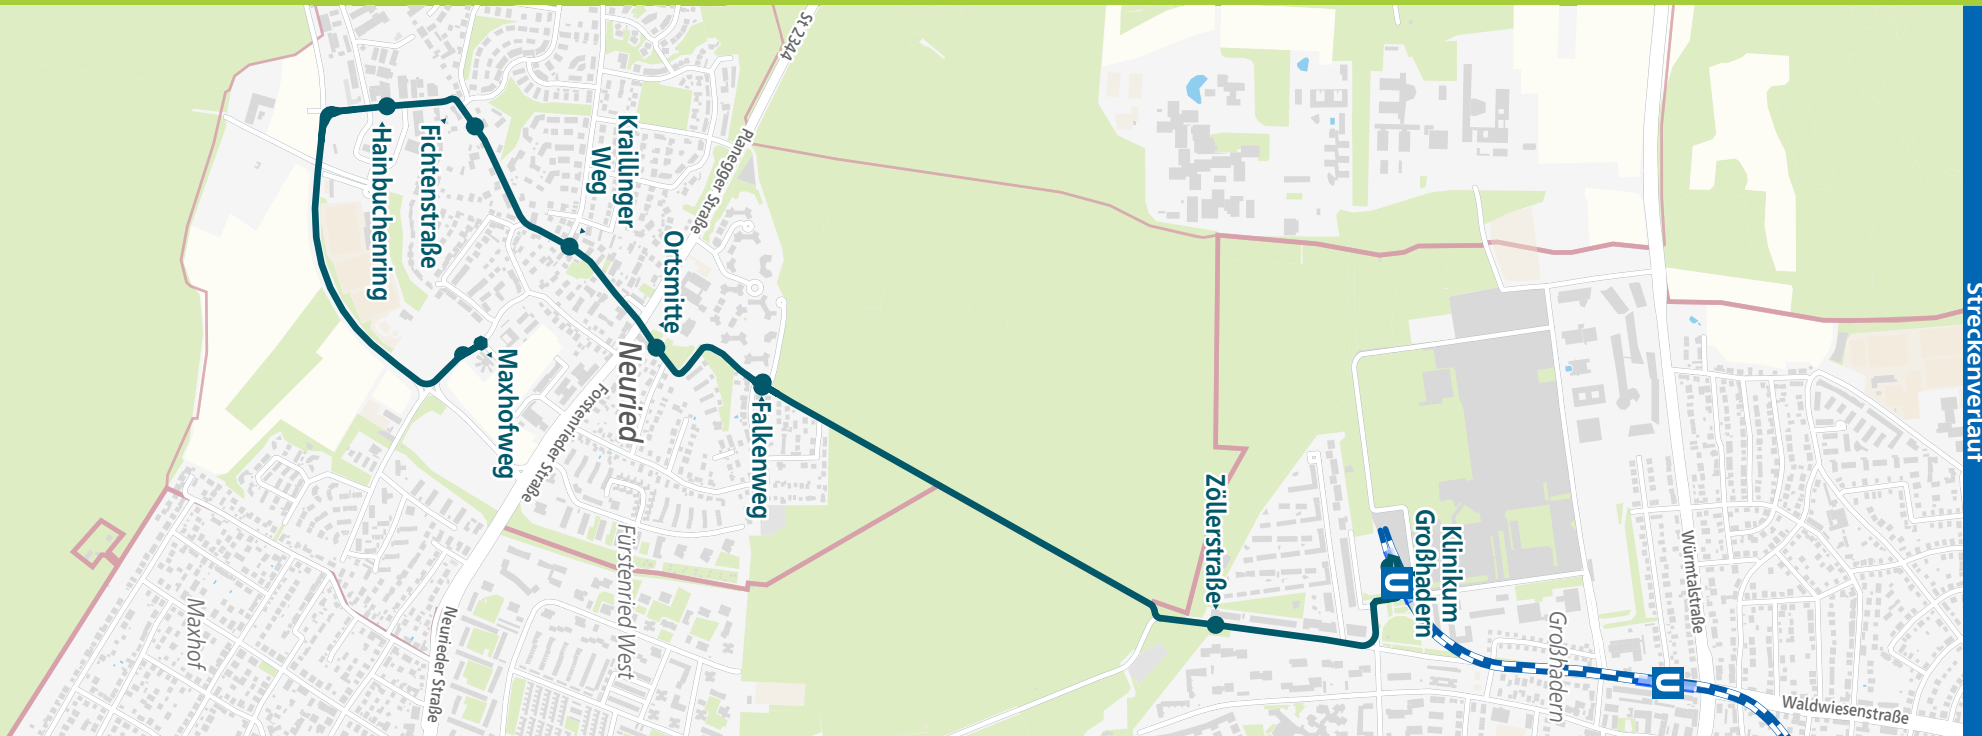 Streckenverlauf
St 2344
Planegger Straße
Kraillinger
Weg
Fichtenstraße
Hainbuchenring
Ortsmitte
Neuried
Maxhofweg
Forstenrieder Straße
Falkenweg
Zöllerstraße
Klinikum
Großhadern
U
U
Großhadern
Würmtalstraße
Waldwiesenstraße
Fürstenried West
Neurieder Straße
Maxhof